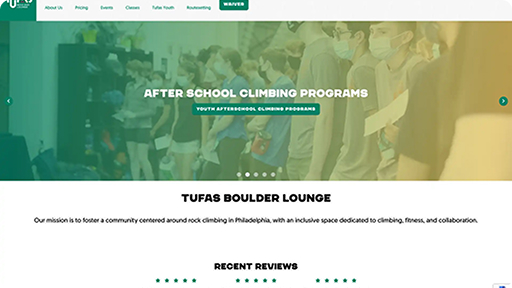 About Us
Pricing
Events
Classes
Tufas Youth
Routesetting
WAIVER
AFTER SCHOOL CLIMBING PROGRAMS
YOUTH AFTERSCHOOL CLIMBING PROGRAMS
TUFAS BOULDER LOUNGE
Our mission is to foster a community centered around rock climbing in Philadelphia, with an inclusive space dedicated to climbing, fitness, and collaboration.
RECENT REVIEWS